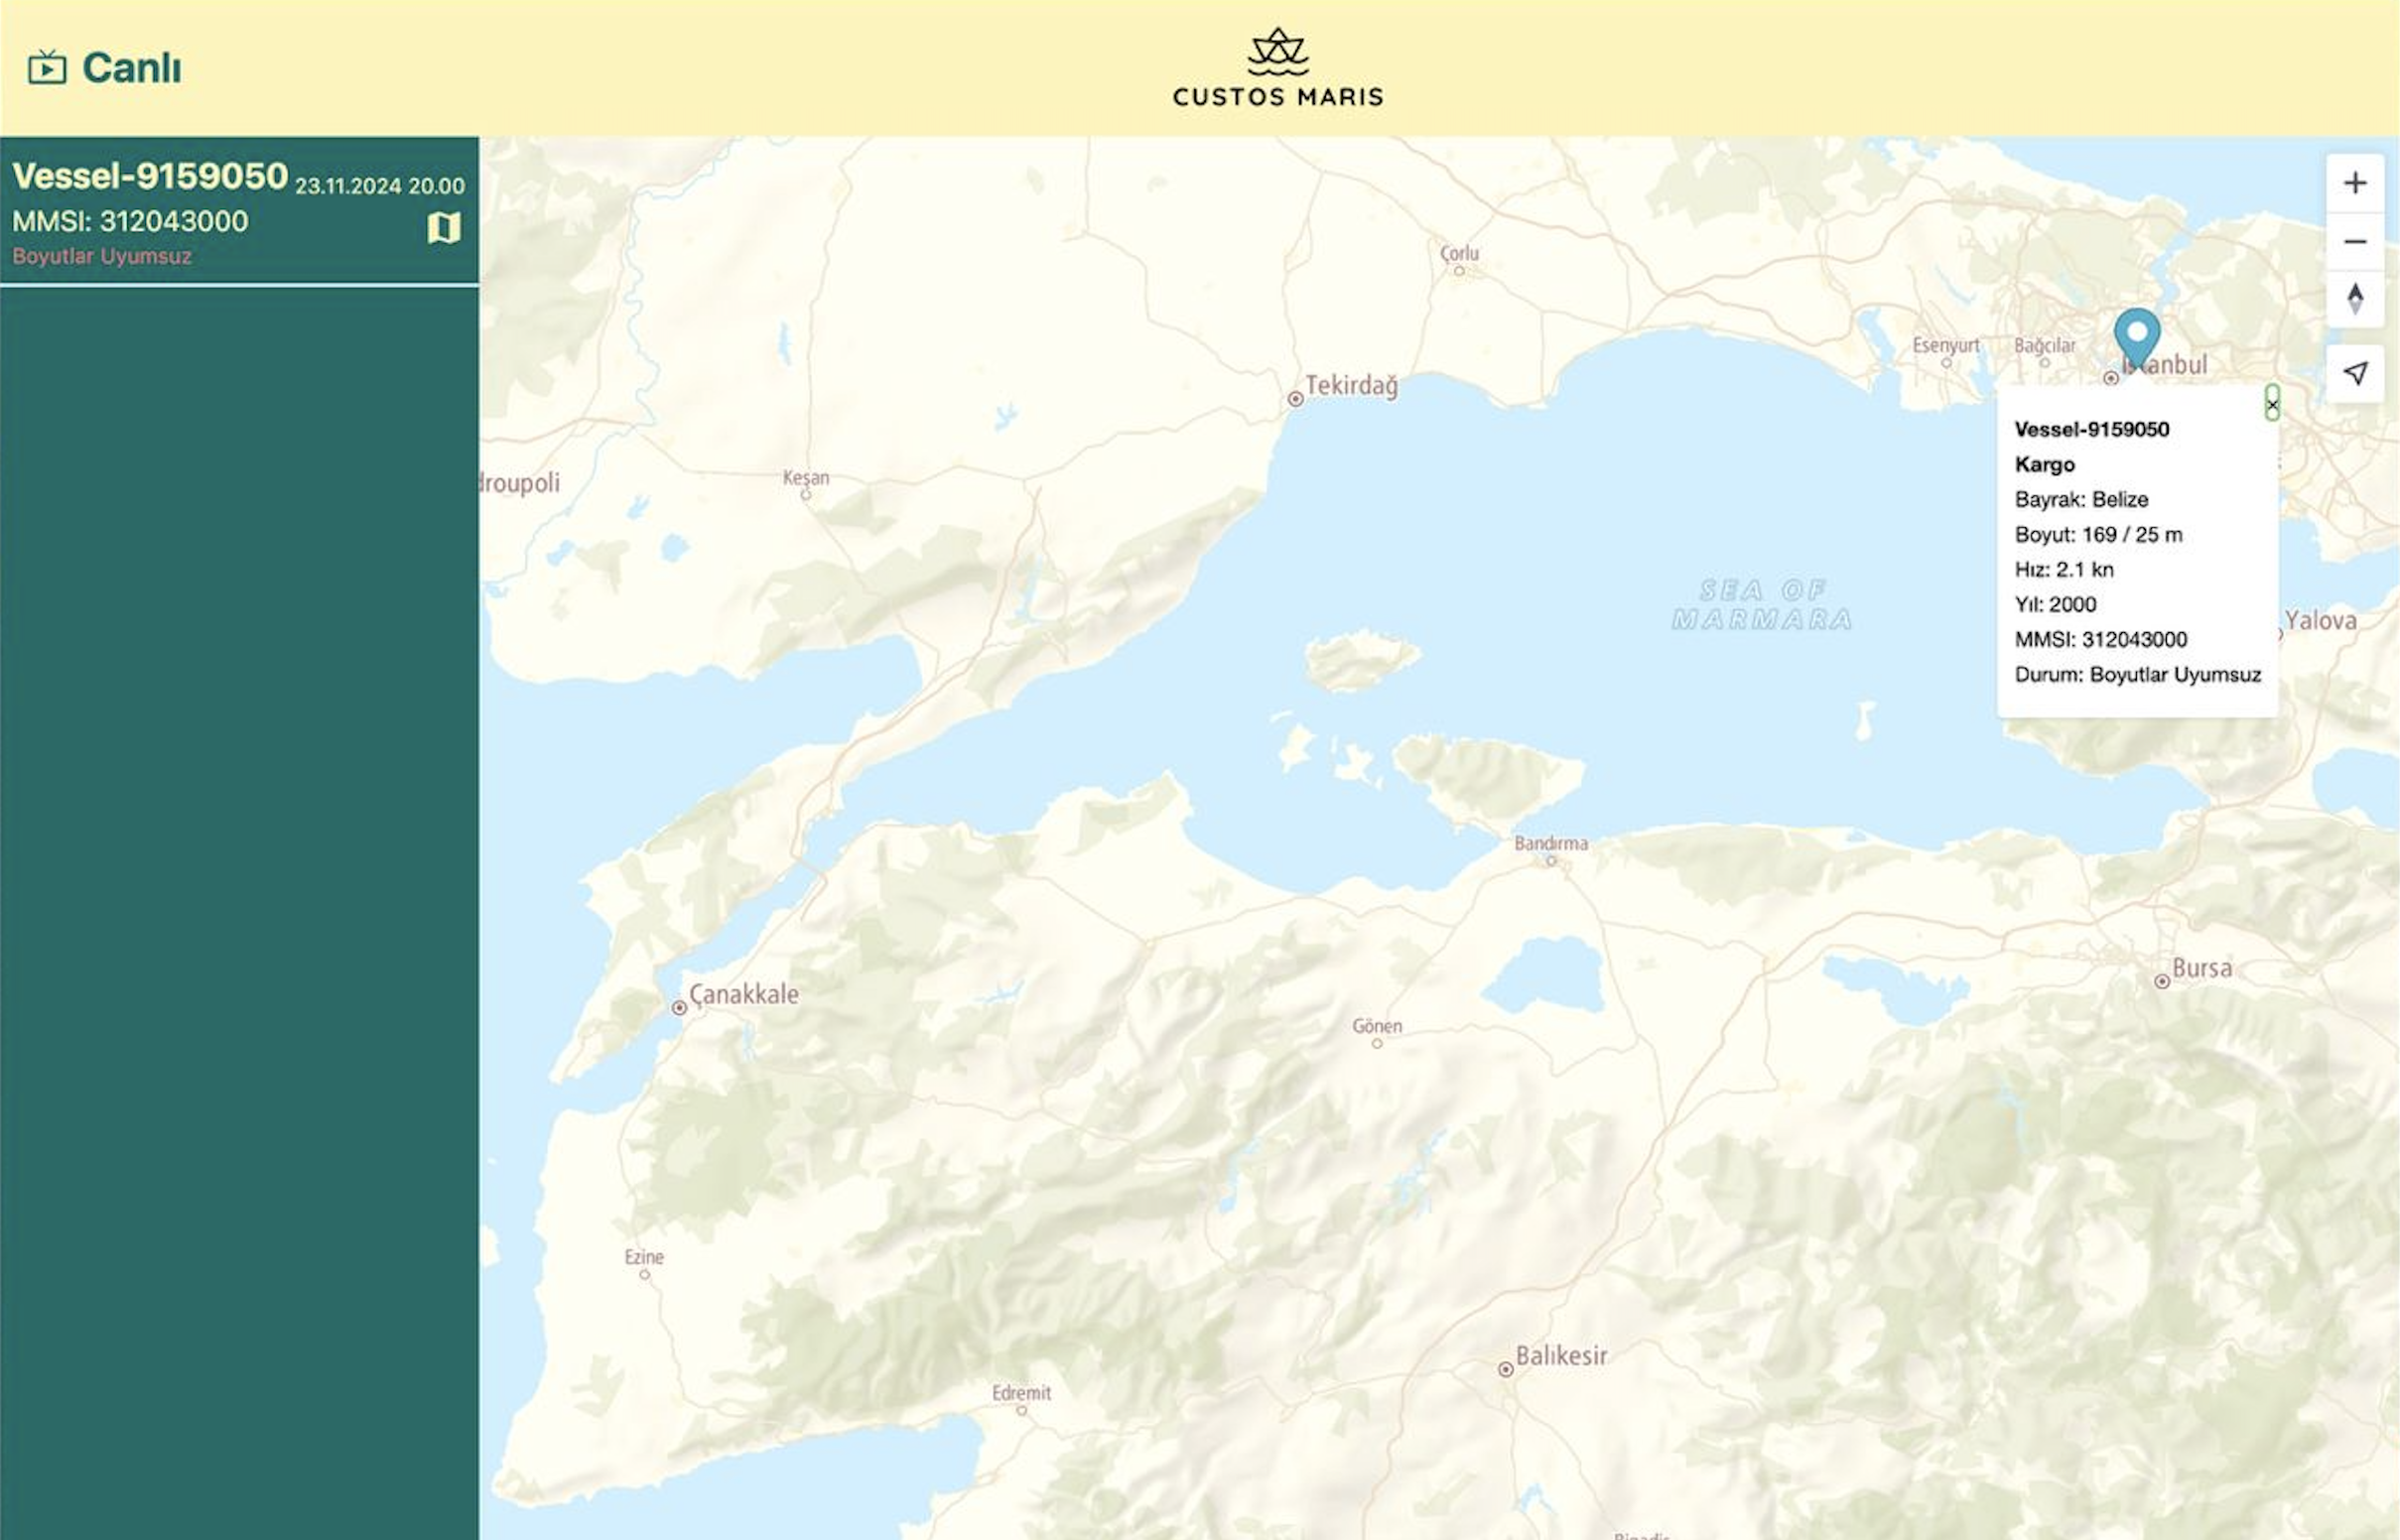 Canlı
CUSTOS MARIS
Vessel-9159050 23.11.2024 20.00
MMSI: 312043000
Boyutlar Uyumsuz
Çorlu
Esenyurt
Bağcılar
Tekirdağ
Keşan
droupoli
Vessel-9159050
Kargo
Bayrak: Belize
Boyut: 169 / 25 m
Hız: 2.1 kn
Yıl: 2000
MMSI: 312043000
Durum: Boyutlar Uyumsuz
SEA OF
MARMARA
Yalova
Bandırma
Bursa
Çanakkale
Gönen
Ezine
Balıkesir
Edremit